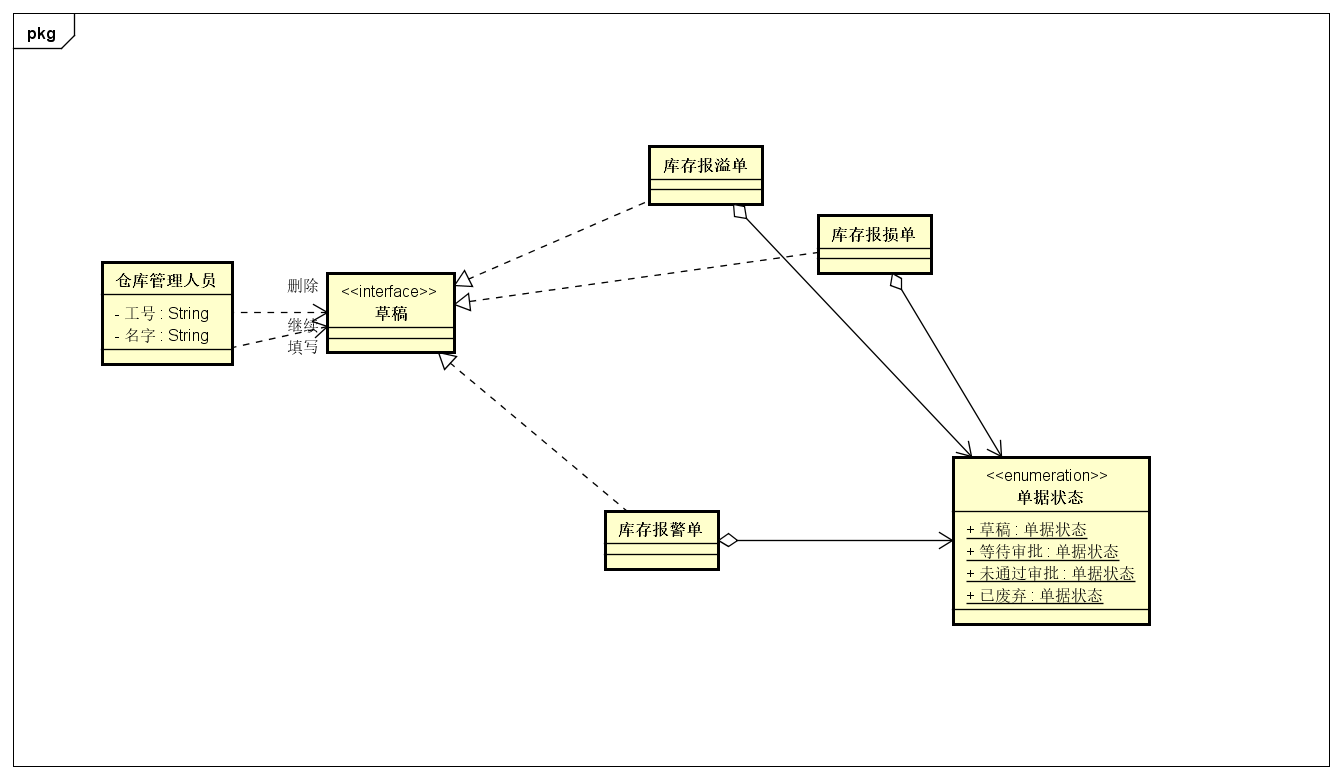 pkg
库存报溢单
库存报损单
仓库管理人员
- 工号 : String
- 名字 : String
删除
继续
填写
<<interface>>
草稿
库存报警单
<<enumeration>>
单据状态
+ 草稿 : 单据状态
+ 等待审批 : 单据状态
+ 未通过审批 : 单据状态
+ 已废弃 : 单据状态